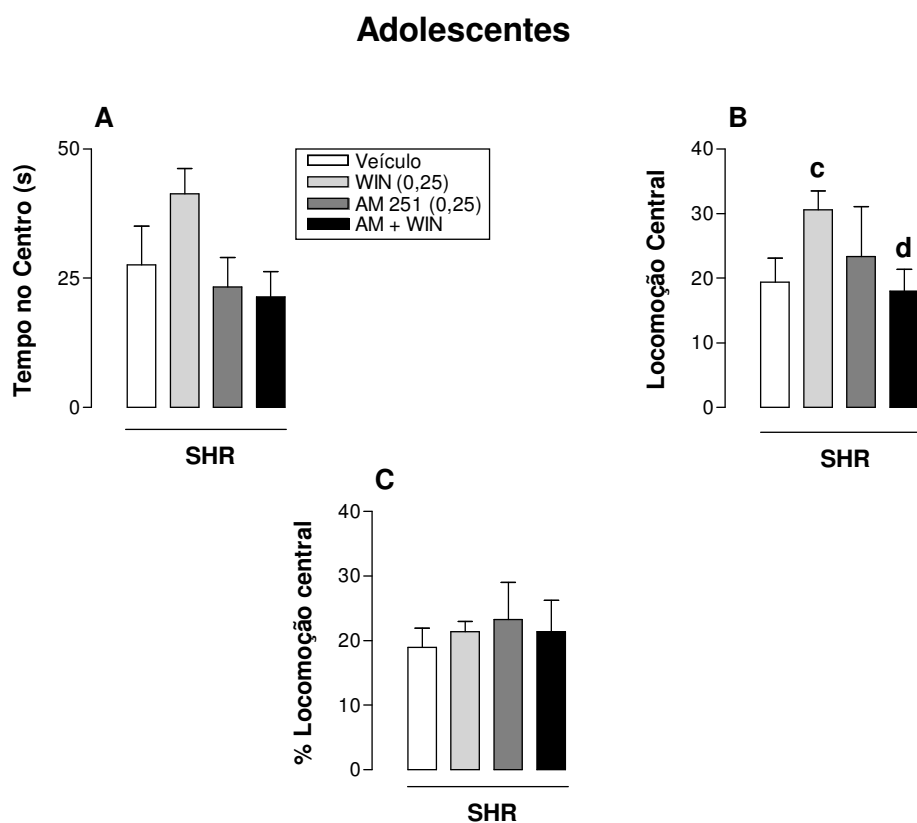 Adolescentes
A
Tempo no Centro (s)
50
25
0
SHR
Veículo
WIN (0,25)
AM 251 (0,25)
AM + WIN
B
Locomoção Central
40
30
20
10
0
c
d
SHR
C
% Locomoção central
40
30
20
10
0
SHR